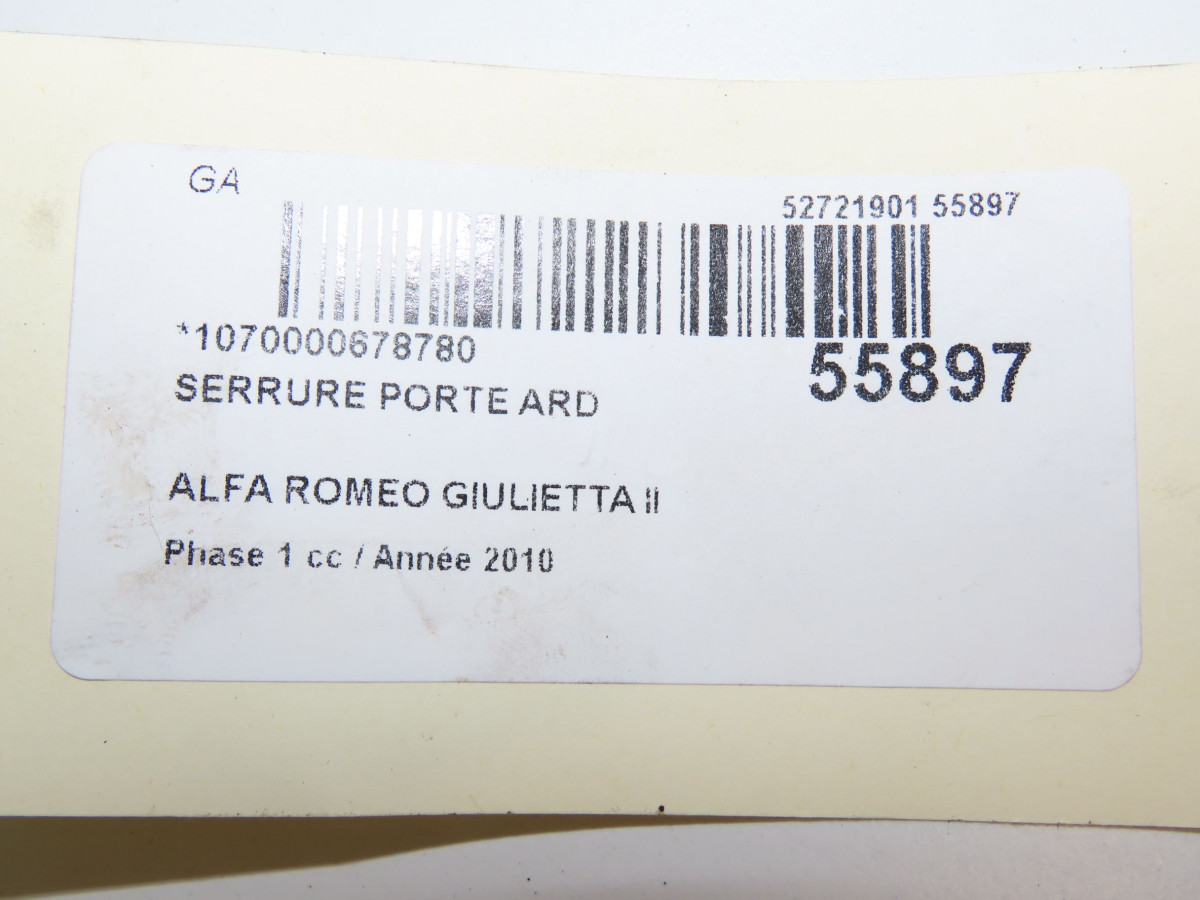 GA
52721901 55897
*1070000678780
55897
SERRURE PORTE ARD
ALFA ROMEO GIULIETTA II
Phase 1 cc / Année 2010